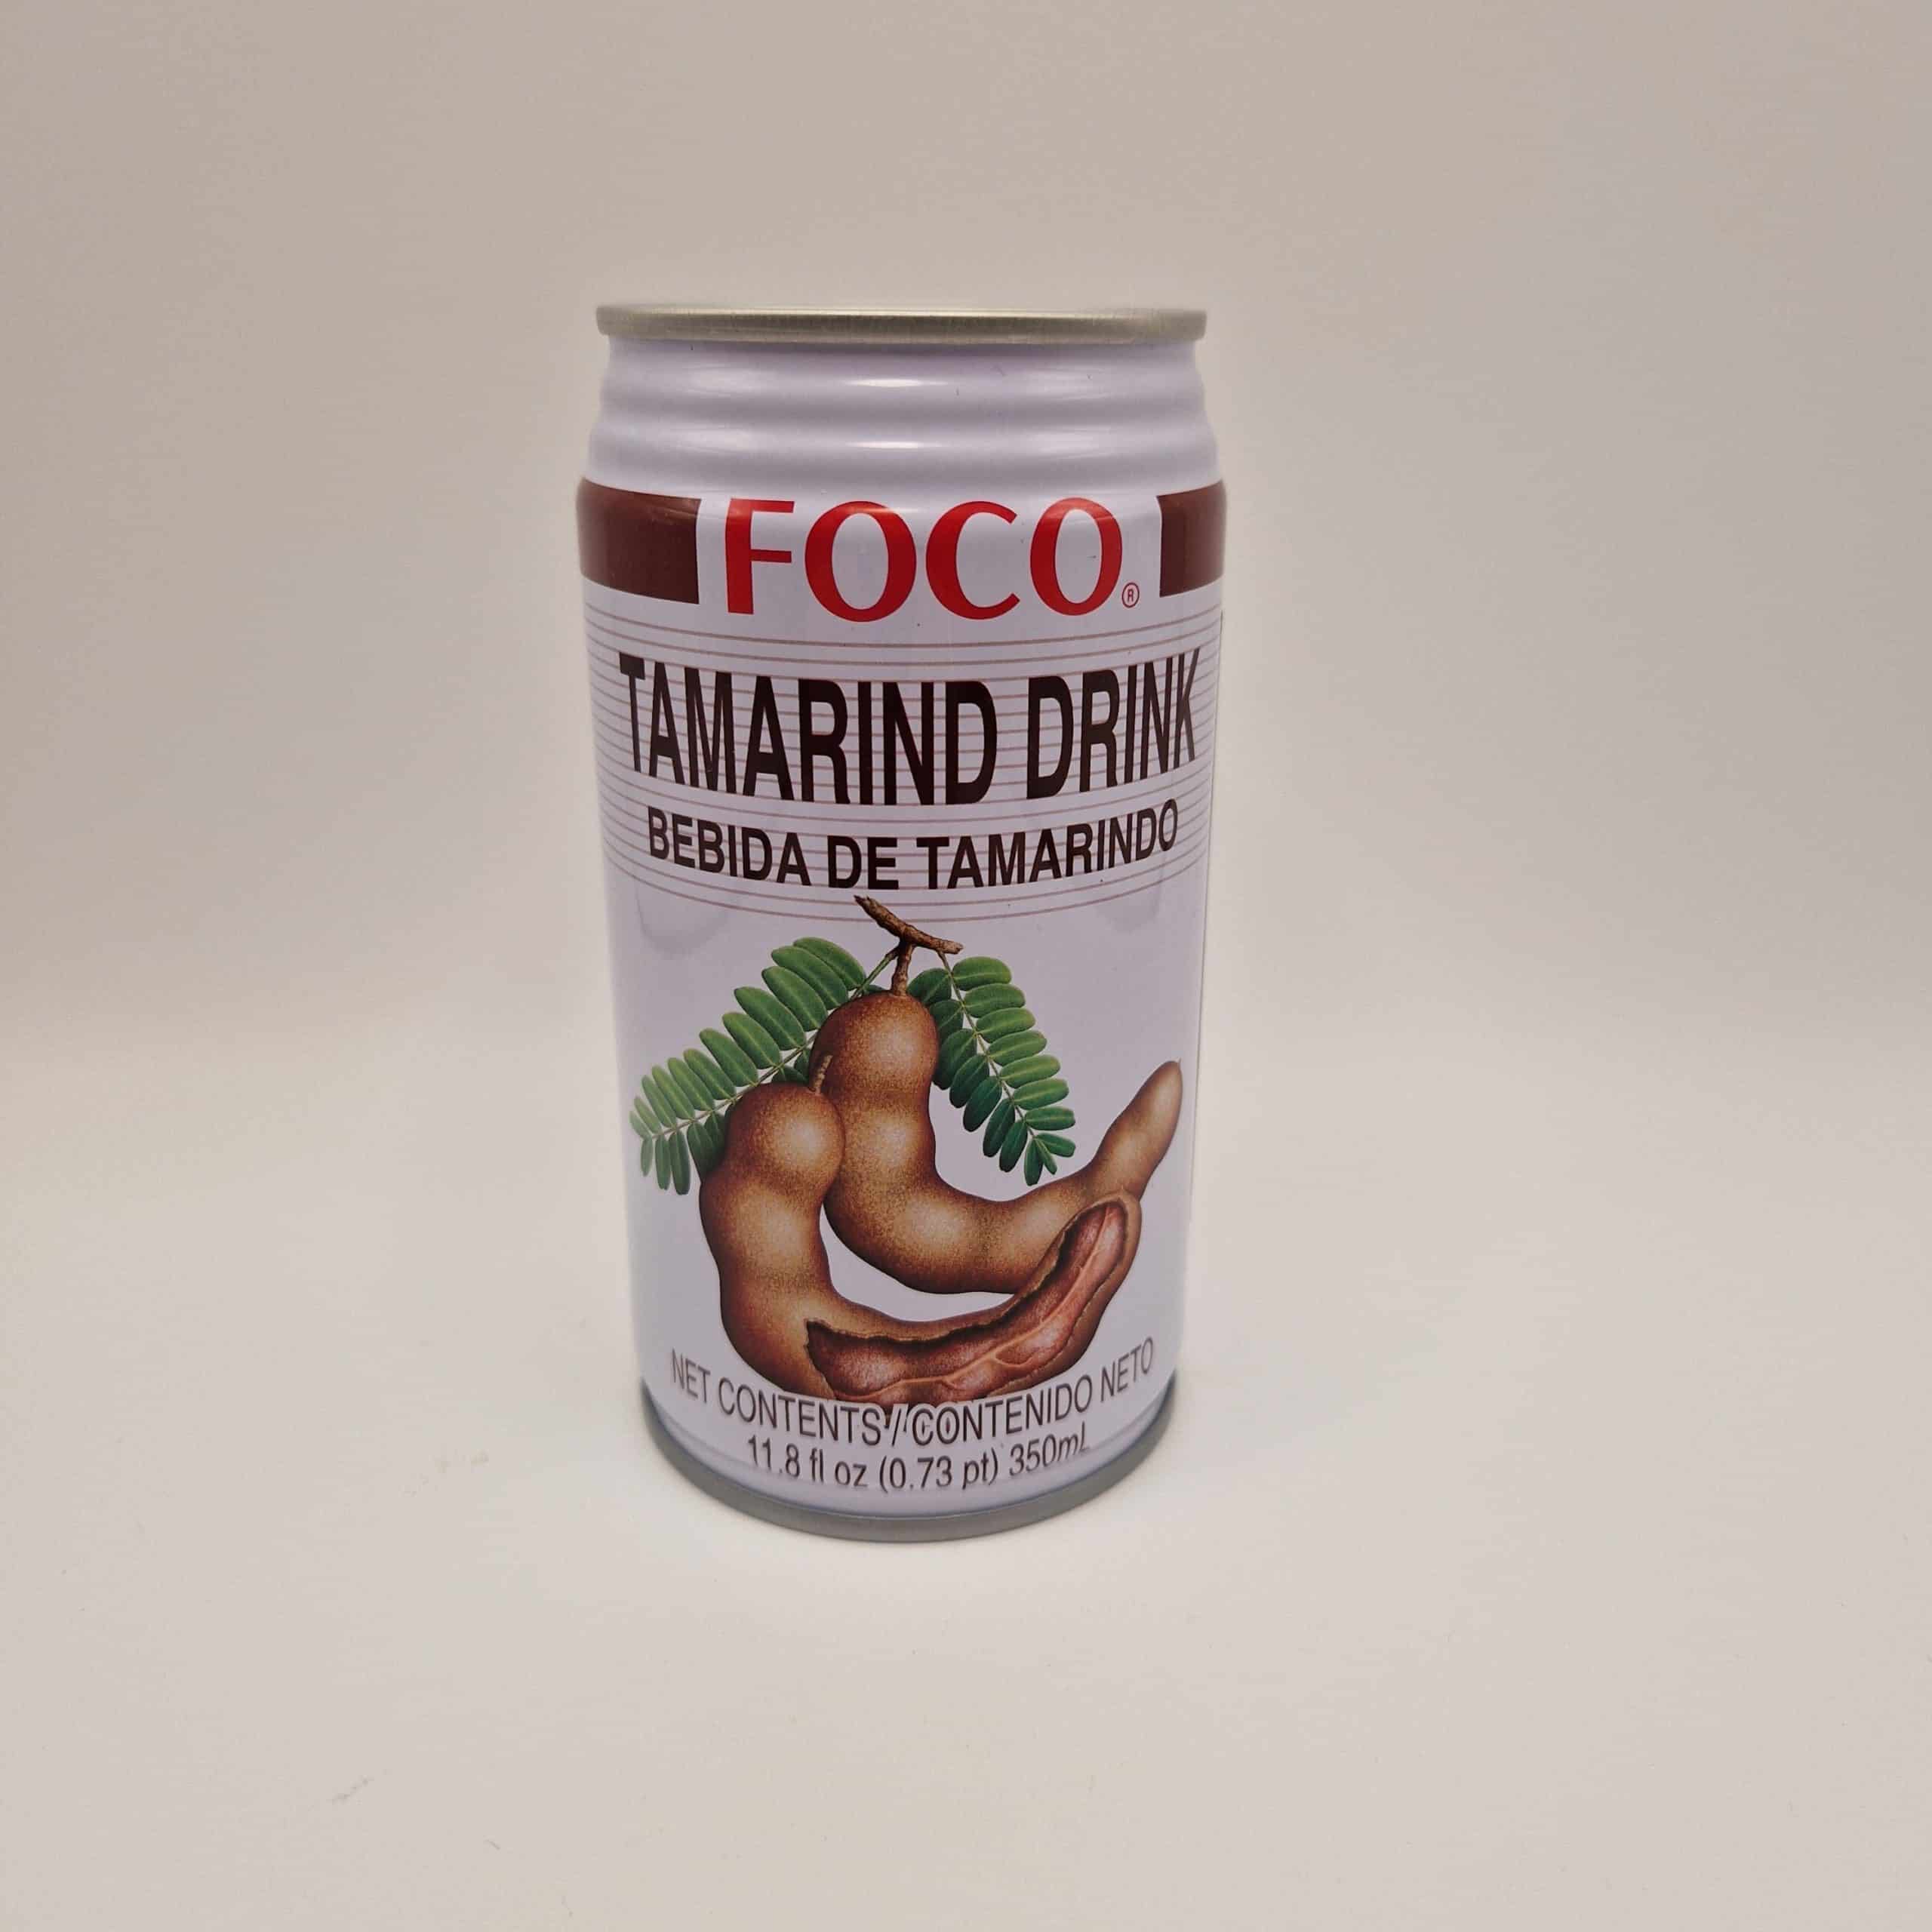 FOCO®
TAMARIND DRINK
BEBIDA DE TAMARINDO
NET CONTENTS/CONTENIDO NETO
11.8 fl oz (0.73 pt) 350mL